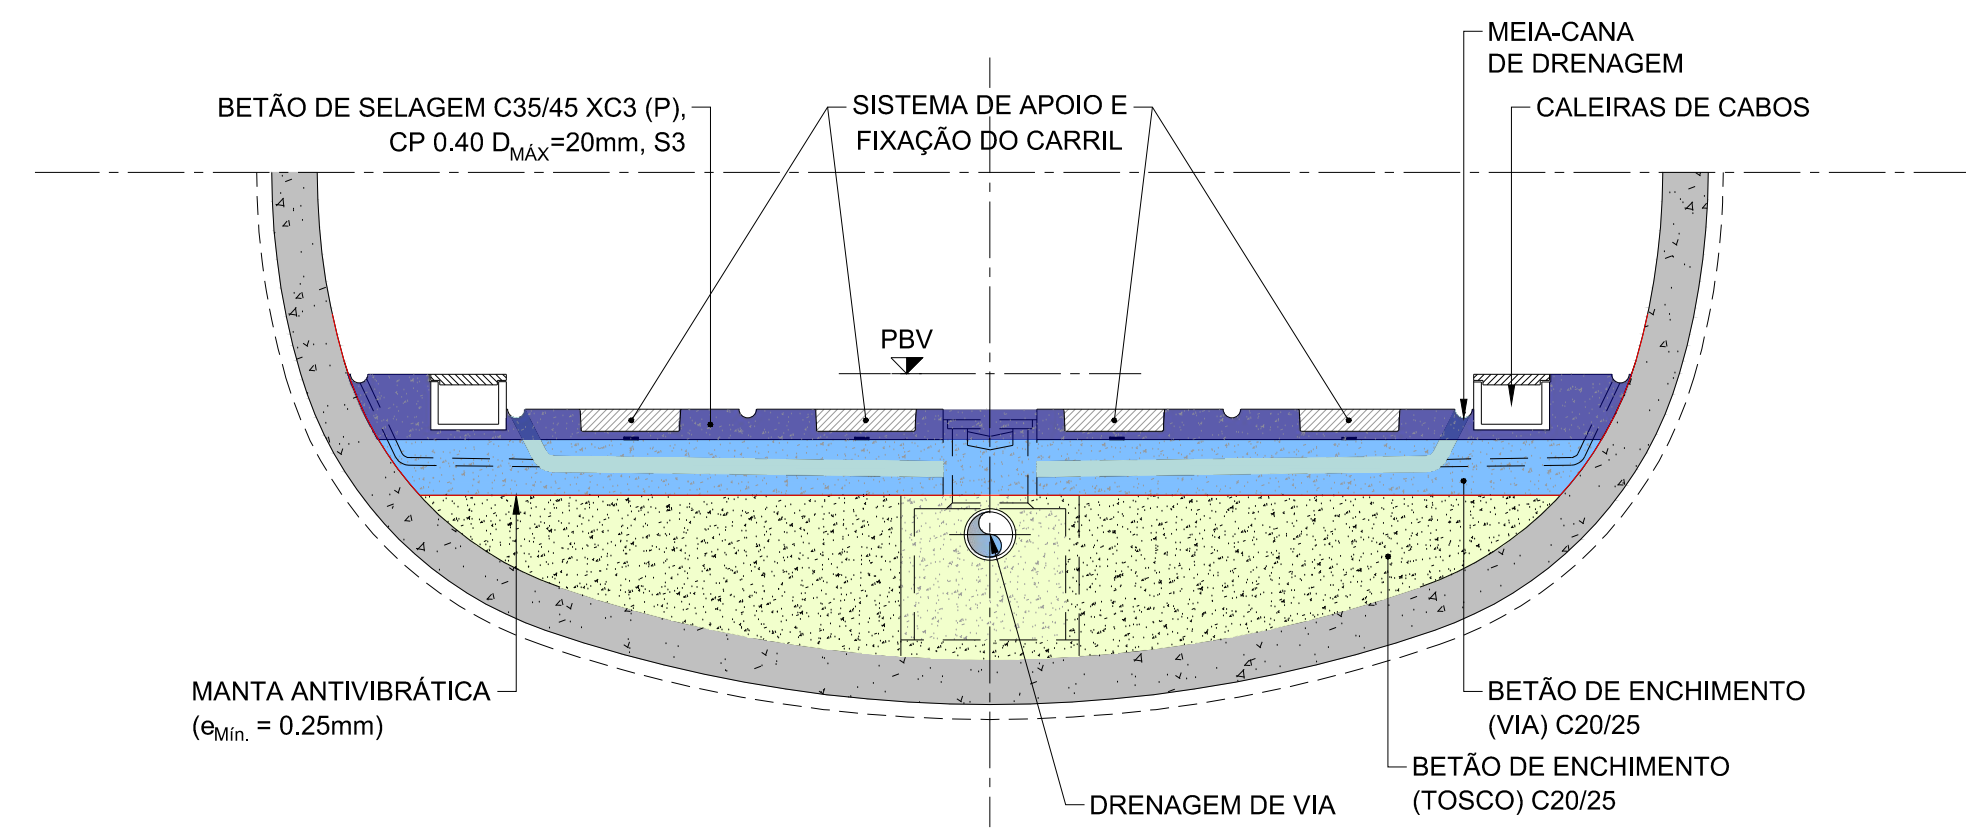 MEIA-CANA
DE DRENAGEM
BETÃO DE SELAGEM C35/45 XC3 (P),
CP 0.40 DMÁX=20mm, S3
SISTEMA DE APOIO E
FIXAÇÃO DO CARRIL
CALEIRAS DE CABOS
PBV
MANTA ANTIVIBRÁTICA
(eMín. = 0.25mm)
BETÃO DE ENCHIMENTO
(VIA) C20/25
BETÃO DE ENCHIMENTO
(TOSCO) C20/25
DRENAGEM DE VIA